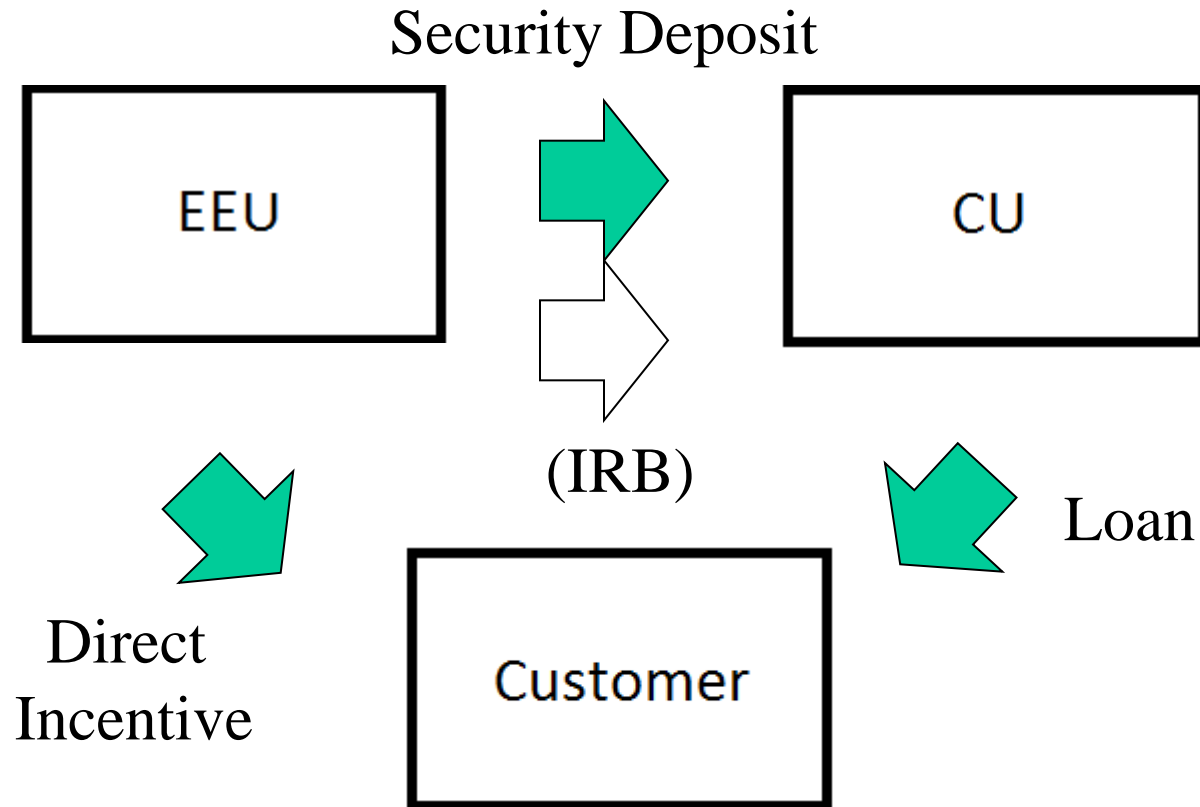 Security Deposit
EEU
CU
(IRB)
Loan
Direct
Incentive
Customer